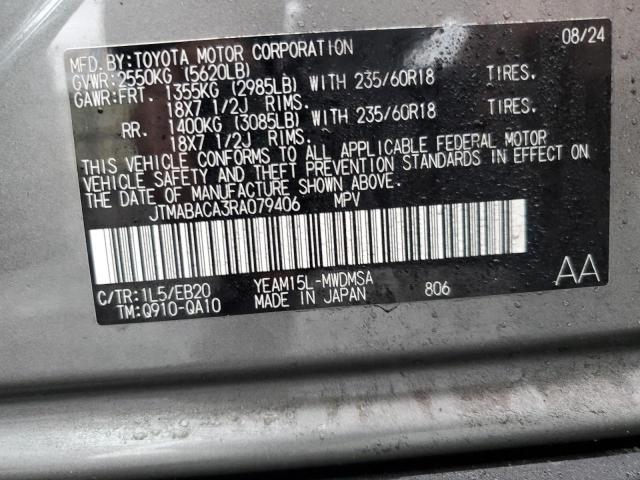 MFD.BY:TOYOTA MOTOR CORPORATION 08/24
GVWR:2550KG (5620LB)
GAWR:FRT. 1355KG (2985LB) WITH 235/60R18 TIRES.
18X7 1/2J RIMS.
RR. 1400KG (3085LB) WITH 235/60R18 TIRES.
18X7 1/2J RIMS.
THIS VEHICLE CONFORMS TO ALL APPLICABLE FEDERAL MOTOR
VEHICLE SAFETY AND THEFT PREVENTION STANDARDS IN EFFECT ON
THE DATE OF MANUFACTURE SHOWN ABOVE.
JTMABACA3RA079406 MPV
AA
C/TR:1L5/EB20 YEAM15L-MWDMSA
TM:Q910-QA10 MADE IN JAPAN 806